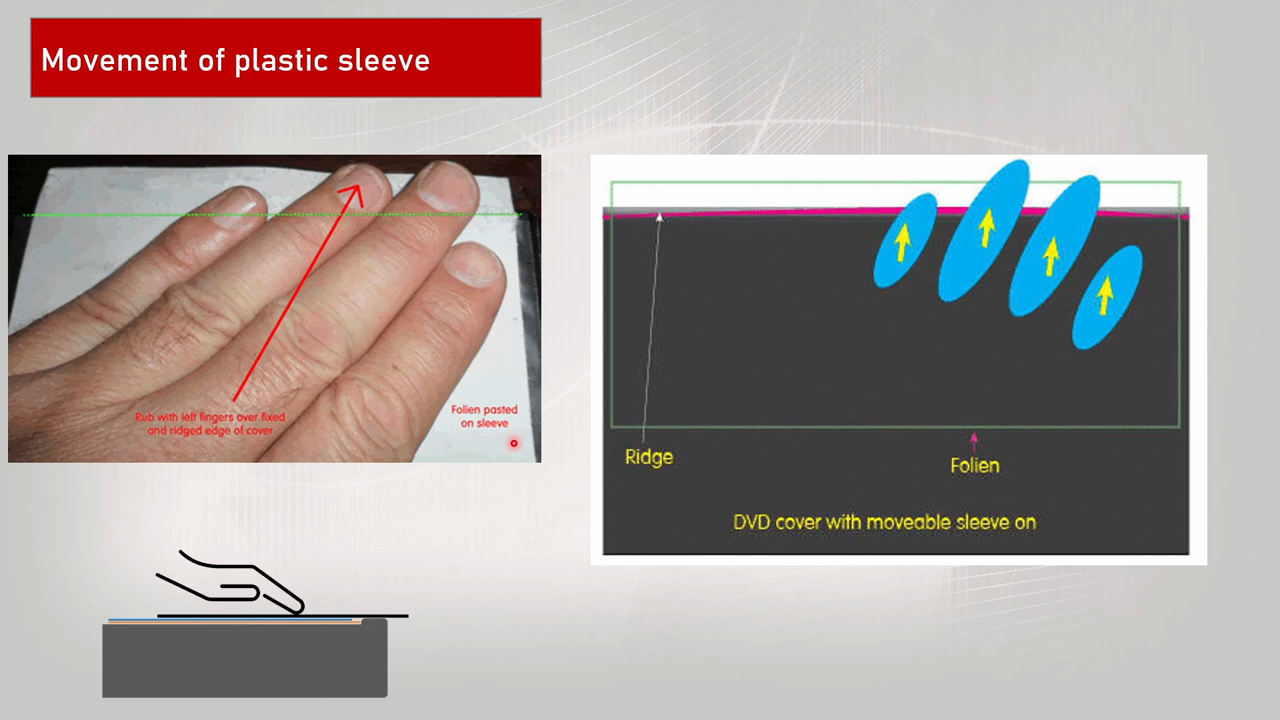 Movement of plastic sleeve
Rub with left fingers over fixed
and ridged edge of cover
Folien pasted
on sleeve
Ridge
Folien
DVD cover with moveable sleeve on